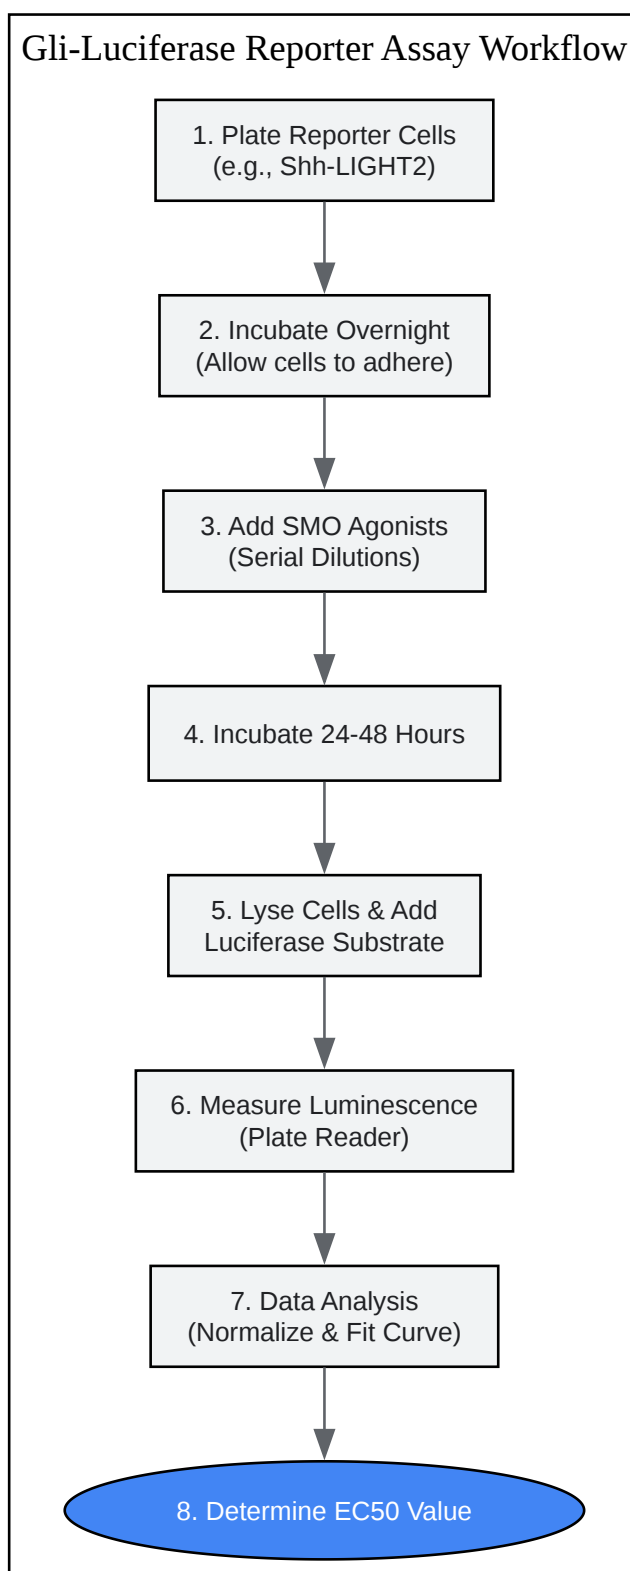 Gli-Luciferase Reporter Assay Workflow
1. Plate Reporter Cells
(e.g., Shh-LIGHT2)
2. Incubate Overnight
(Allow cells to adhere)
3. Add SMO Agonists
(Serial Dilutions)
4. Incubate 24-48 Hours
5. Lyse Cells & Add
Luciferase Substrate
6. Measure Luminescence
(Plate Reader)
7. Data Analysis
(Normalize & Fit Curve)
8. Determine EC50 Value